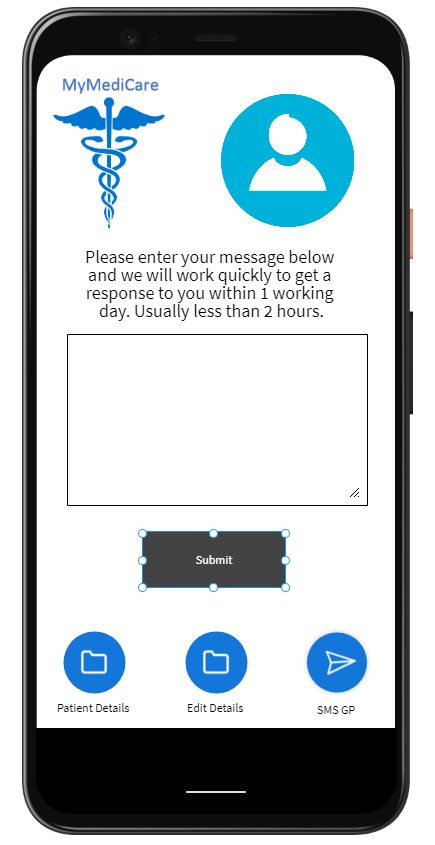 MyMediCare
Please enter your message below
and we will work quickly to get a
response to you within 1 working
day. Usually less than 2 hours.
Submit
Patient Details
Edit Details
SMS GP